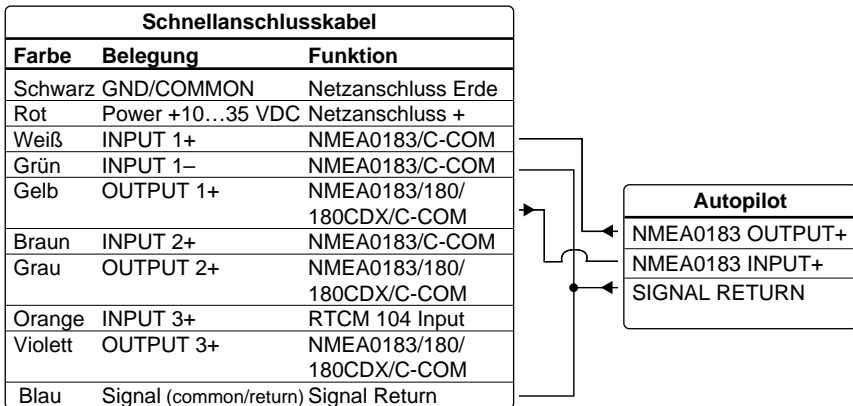 Schnellanschlusskabel
Farbe Belegung Funktion
Schwarz GND/COMMON Netzanschluss Erde
Rot Power +10…35 VDC Netzanschluss +
Weiß INPUT 1+ NMEA0183/C-COM
Grün INPUT 1– NMEA0183/C-COM
Gelb OUTPUT 1+ NMEA0183/180/
180CDX/C-COM
Braun INPUT 2+ NMEA0183/C-COM
Grau OUTPUT 2+ NMEA0183/180/
180CDX/C-COM
Orange INPUT 3+ RTCM 104 Input
Violett OUTPUT 3+ NMEA0183/180/
180CDX/C-COM
Blau Signal (common/return) Signal Return
Autopilot
NMEA0183 OUTPUT+
NMEA0183 INPUT+
SIGNAL RETURN